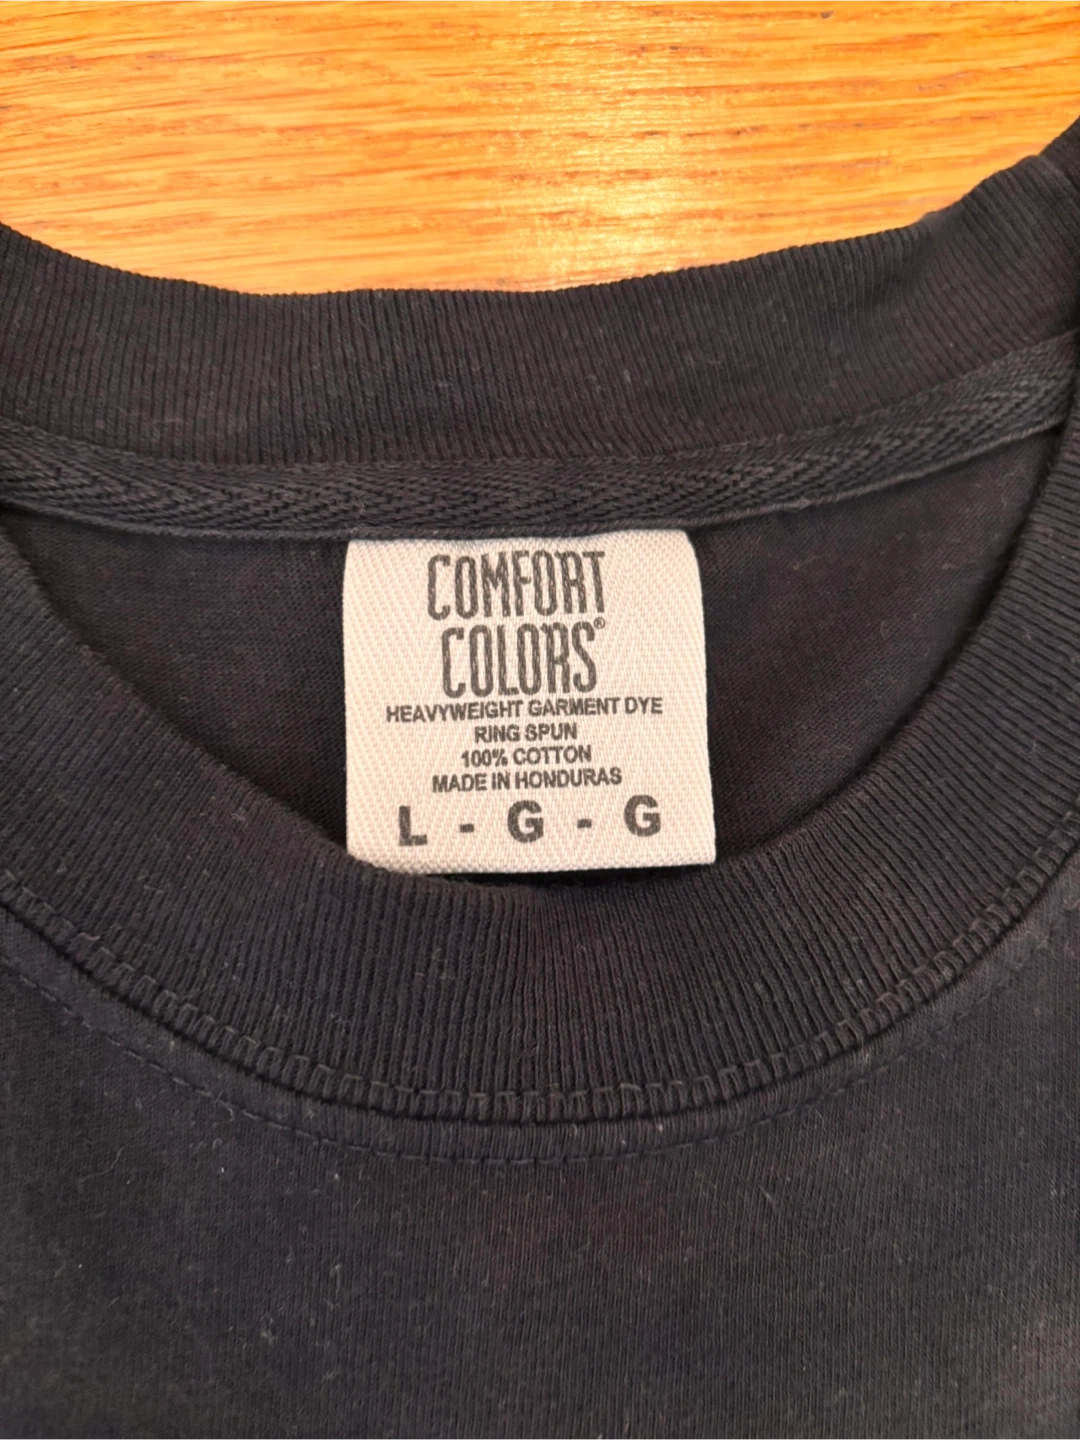 COMFORT
COLORS®
HEAVYWEIGHT GARMENT DYE
RING SPUN
100% COTTON
MADE IN HONDURAS
L - G - G